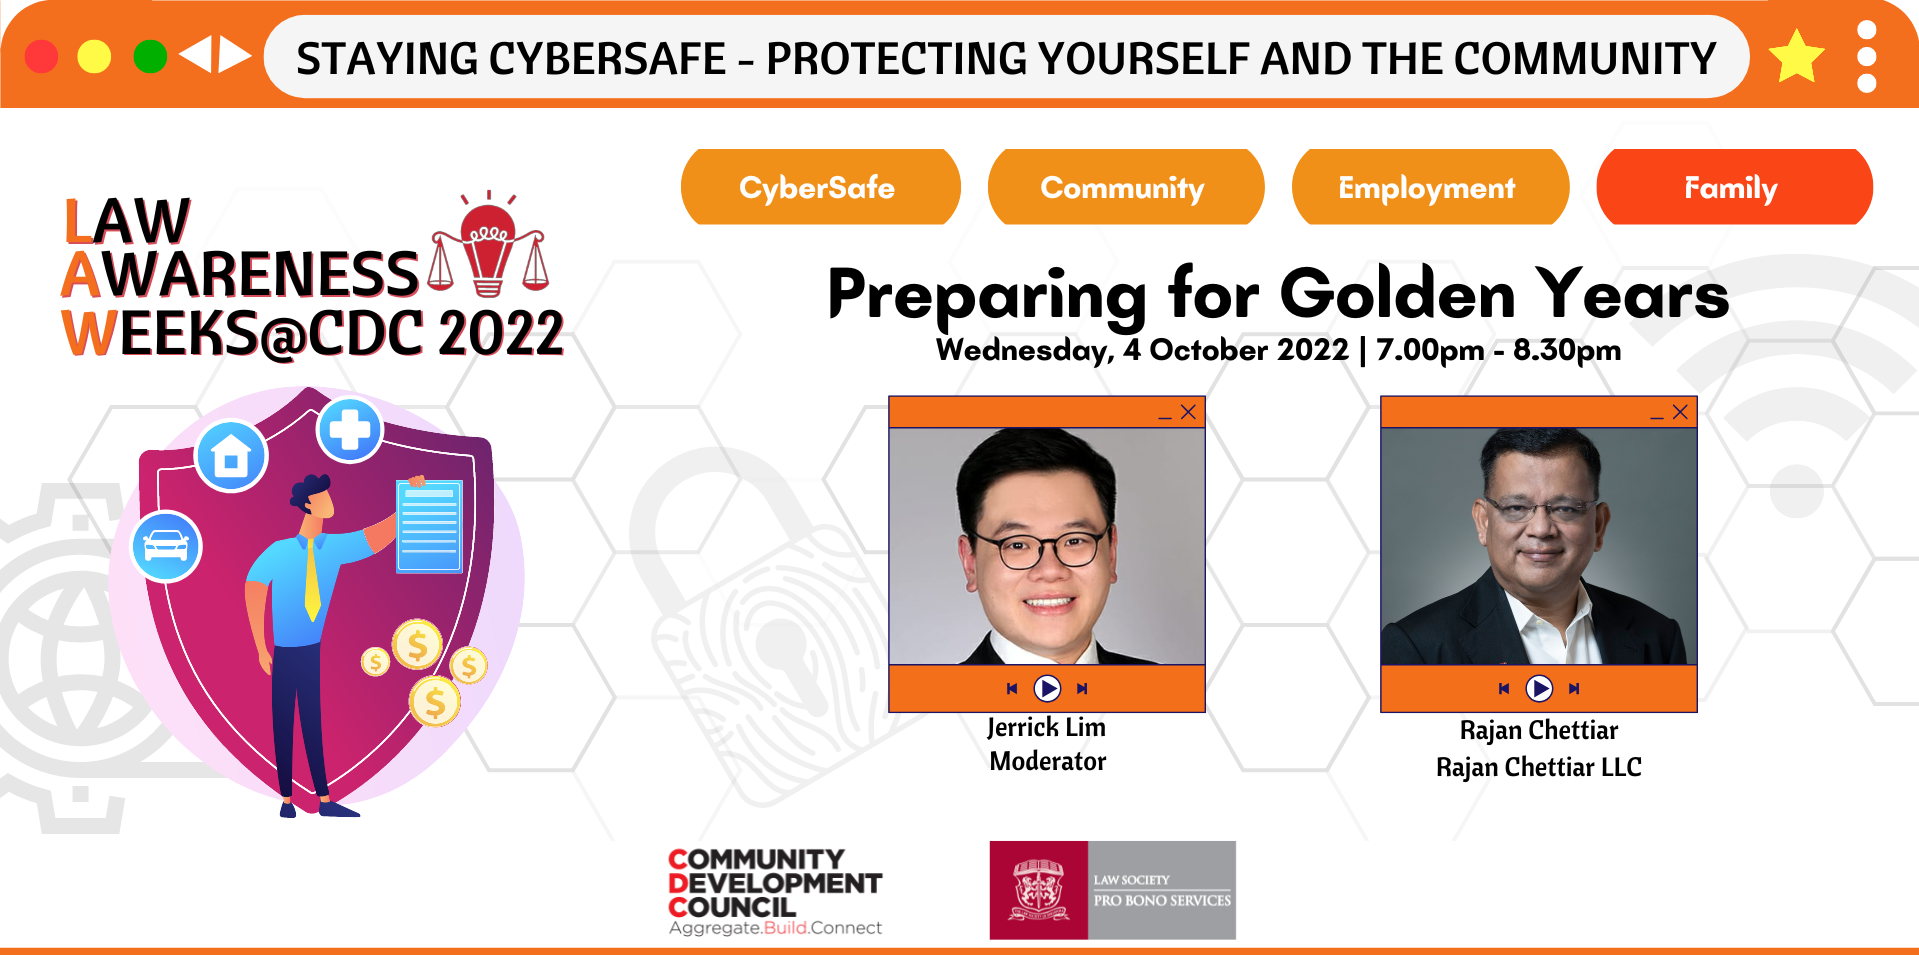 STAYING CYBERSAFE - PROTECTING YOURSELF AND THE COMMUNITY
CyberSafe
Community
Employment
Family
LAW
AWARENESS
WEEKS@CDC 2022
Preparing for Golden Years
Wednesday, 4 October 2022 | 7.00pm - 8.30pm
Jerrick Lim
Moderator
Rajan Chettiar
Rajan Chettiar LLC
COMMUNITY
DEVELOPMENT
COUNCIL
Aggregate.Build.Connect
LAW SOCIETY
PRO BONO SERVICES